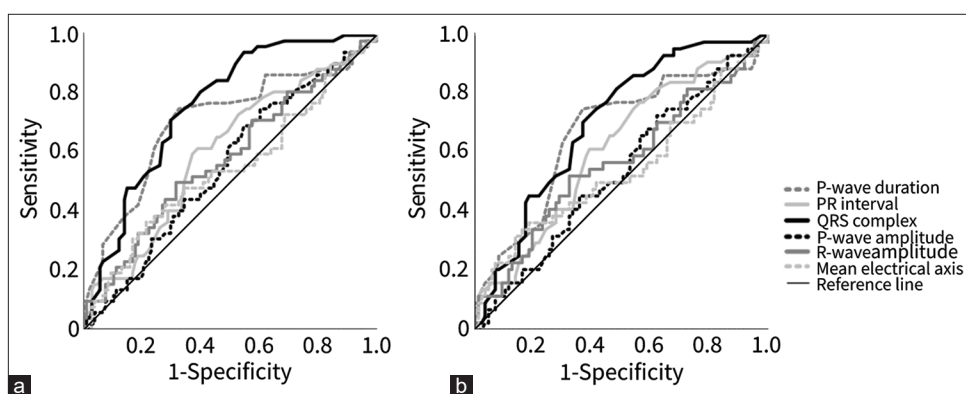 1.0
0.8
0.6
0.4
0.2
0
Sensitivity
0.2 0.4 0.6 0.8 1.0
1-Specificity
a
1.0
0.8
0.6
0.4
0.2
0
Sensitivity
0.2 0.4 0.6 0.8 1.0
1-Specificity
b
P-wave duration
PR interval
QRS complex
P-wave amplitude
R-waveamplitude
Mean electrical axis
Reference line